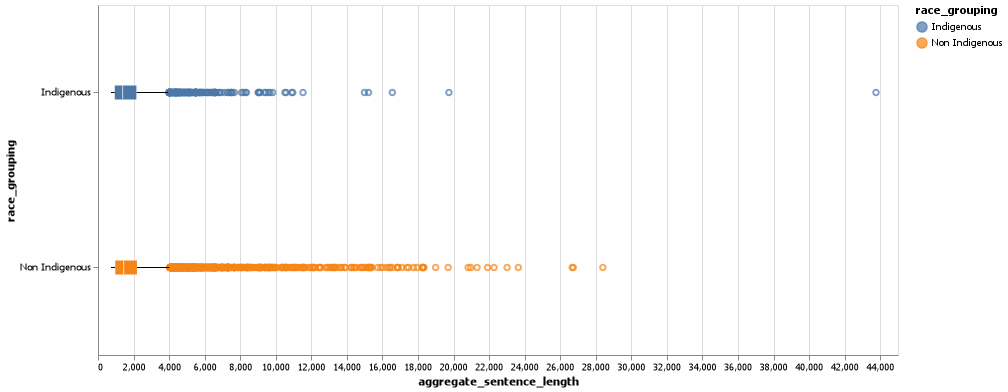 race_grouping
Indigenous
Non Indigenous
Indigenous
Non Indigenous
race_grouping
0 2,000 4,000 6,000 8,000 10,000 12,000 14,000 16,000 18,000 20,000 22,000 24,000 26,000 28,000 30,000 32,000 34,000 36,000 38,000 40,000 42,000 44,000
aggregate_sentence_length